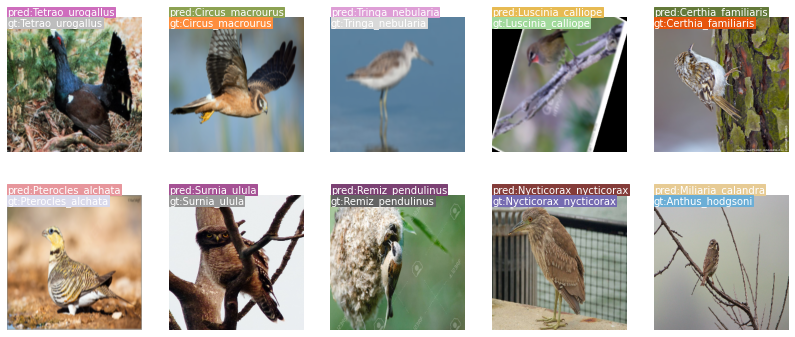 pred:Tetrao_urogallus
gt:Tetrao_urogallus
pred:Circus_macrourus
gt:Circus_macrourus
pred:Tringa_nebularia
gt:Tringa_nebularia
pred:Luscinia_calliope
gt:Luscinia_calliope
pred:Certhia_familiaris
gt:Certhia_familiaris
pred:Pterocles_alchata
gt:Pterocles_alchata
pred:Surnia_ulula
gt:Surnia_ulula
pred:Remiz_pendulinus
gt:Remiz_pendulinus
pred:Nycticorax_nycticorax
gt:Nycticorax_nycticorax
pred:Miliaria_calandra
gt:Anthus_hodgsoni